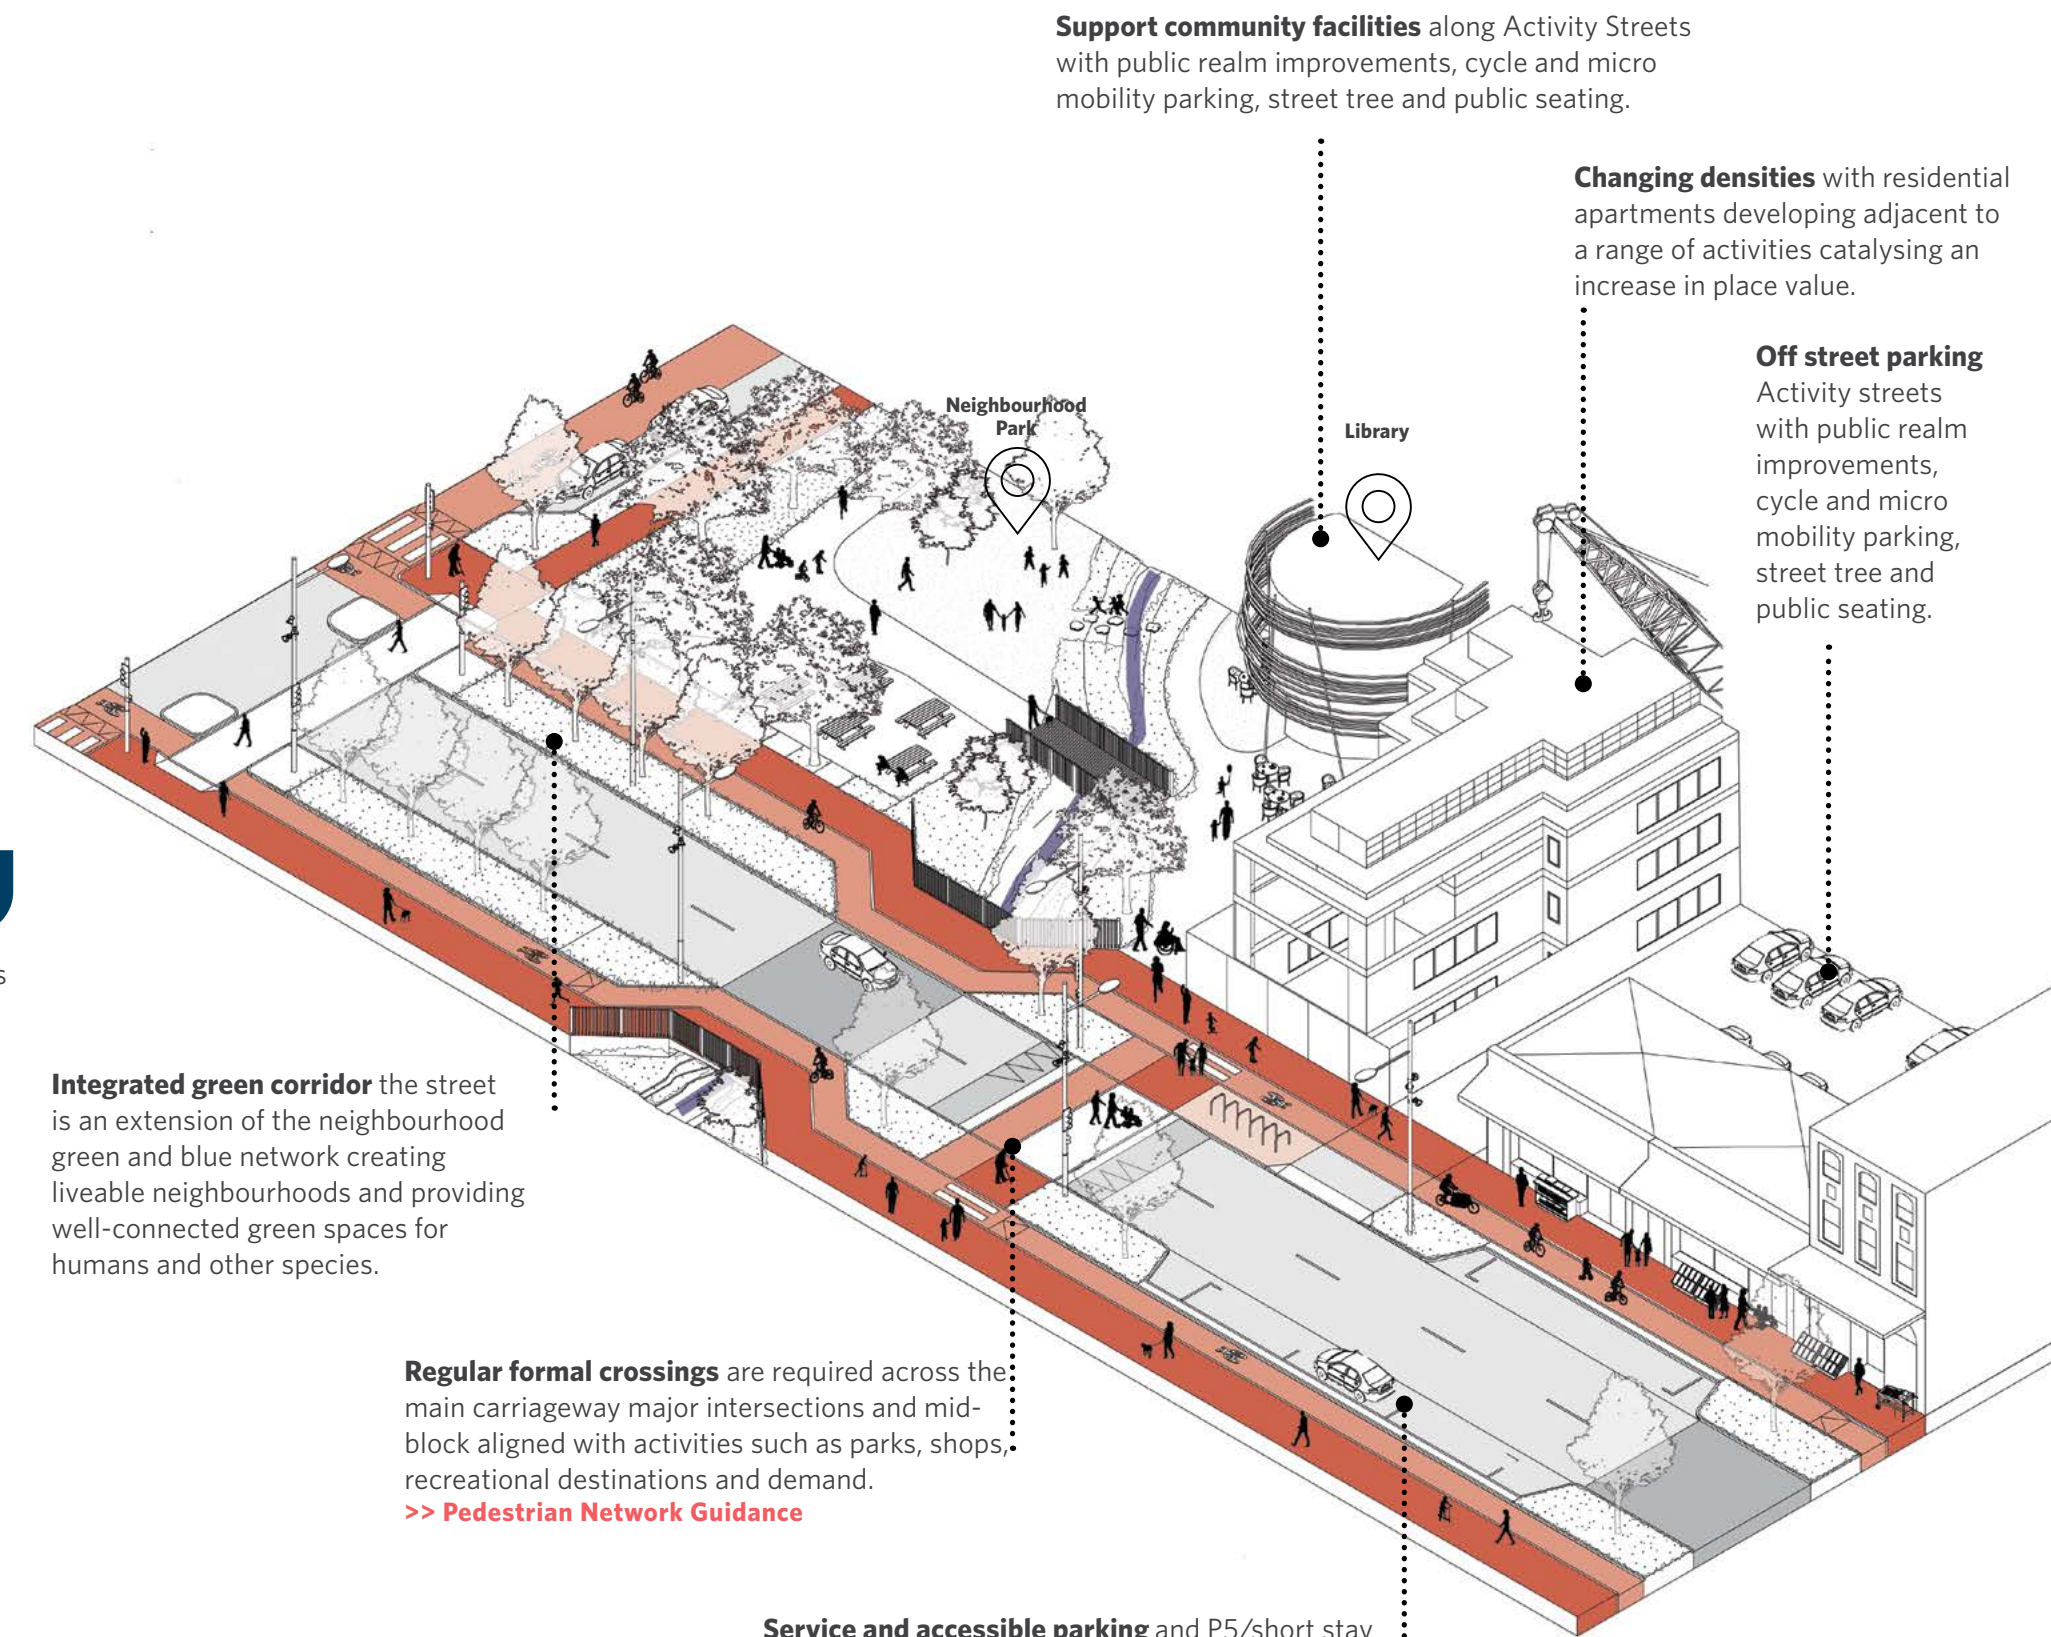 Support community facilities along Activity Streets
with public realm improvements, cycle and micro
mobility parking, street tree and public seating.
Changing densities with residential
apartments developing adjacent to
a range of activities catalysing an
increase in place value.
Off street parking
Activity streets
with public realm
improvements,
cycle and micro
mobility parking,
street tree and
public seating.
Neighbourhood
Park
Library
Integrated green corridor the street
is an extension of the neighbourhood
green and blue network creating
liveable neighbourhoods and providing
well-connected green spaces for
humans and other species.
Regular formal crossings are required across the
main carriageway major intersections and mid-
block aligned with activities such as parks, shops,
recreational destinations and demand.
>> Pedestrian Network Guidance
Service and accessible parking and P5/short stay